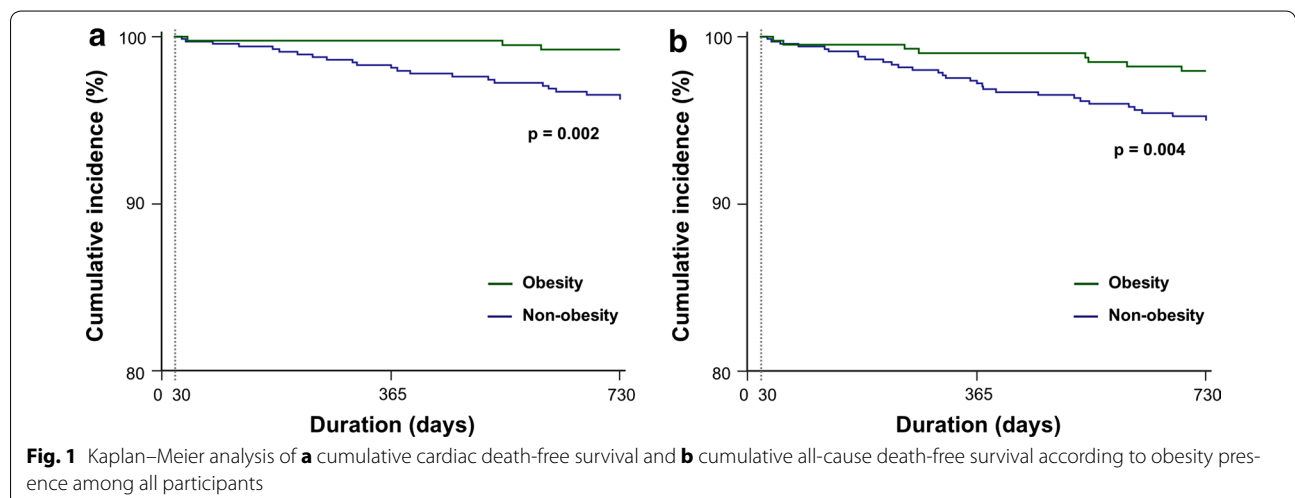 a
100
90
80
0 30
365
730
Cumulative incidence (%)
Duration (days)
p = 0.002
Obesity
Non-obesity
b
100
90
80
0 30
365
730
Cumulative incidence (%)
Duration (days)
p = 0.004
Obesity
Non-obesity
Fig. 1 Kaplan–Meier analysis of a cumulative cardiac death-free survival and b cumulative all-cause death-free survival according to obesity pres-
ence among all participants